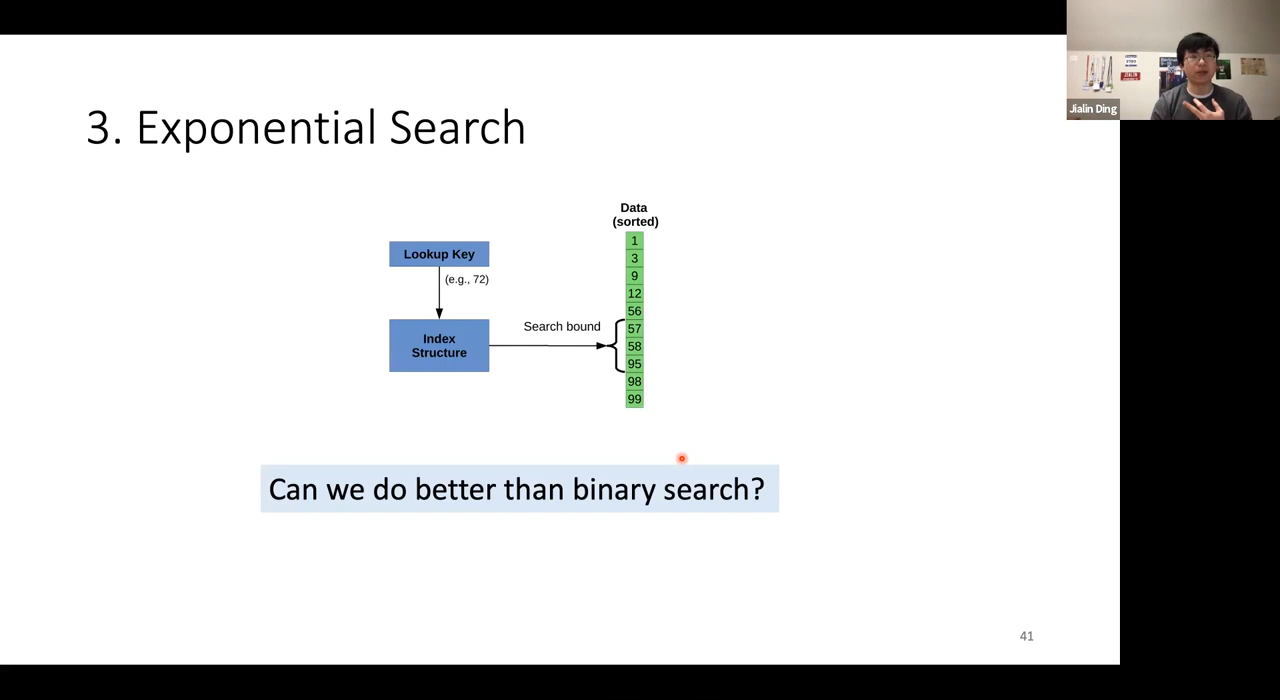 3. Exponential Search
Data
(sorted)
Lookup Key
(e.g., 72)
Index
Structure
Search bound
1
3
9
12
56
57
58
95
98
99
Can we do better than binary search?
41
Jialin Ding